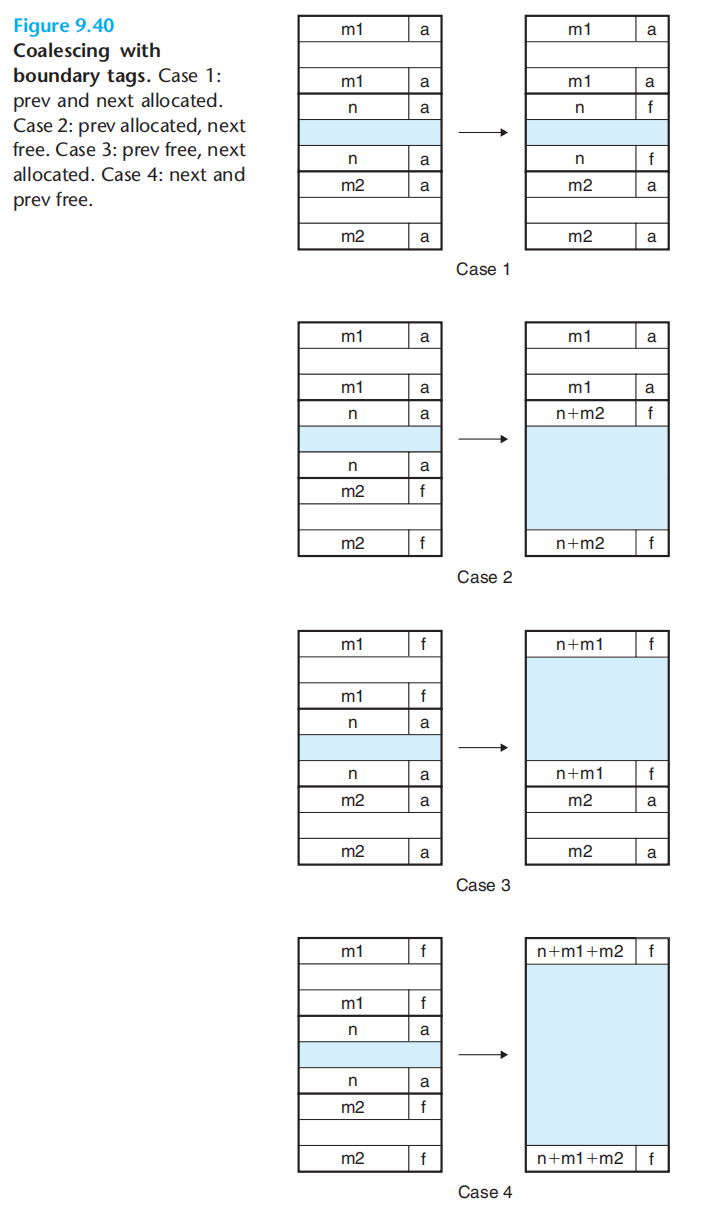 Figure 9.40
Coalescing with
boundary tags. Case 1:
prev and next allocated.
Case 2: prev allocated, next
free. Case 3: prev free, next
allocated. Case 4: next and
prev free.
m1 a m1 a
m1 a m1 a
n a n f
n a n f
m2 a m2 a
m2 a m2 a
Case 1
m1 a m1 a
m1 a m1 a
n a n+m2 f
n a
m2 f
m2 f n+m2 f
Case 2
m1 f n+m1 f
m1 f
n a
n a n+m1 f
m2 a m2 a
m2 a m2 a
Case 3
m1 f n+m1+m2 f
m1 f
n a
n a
m2 f
m2 f n+m1+m2 f
Case 4